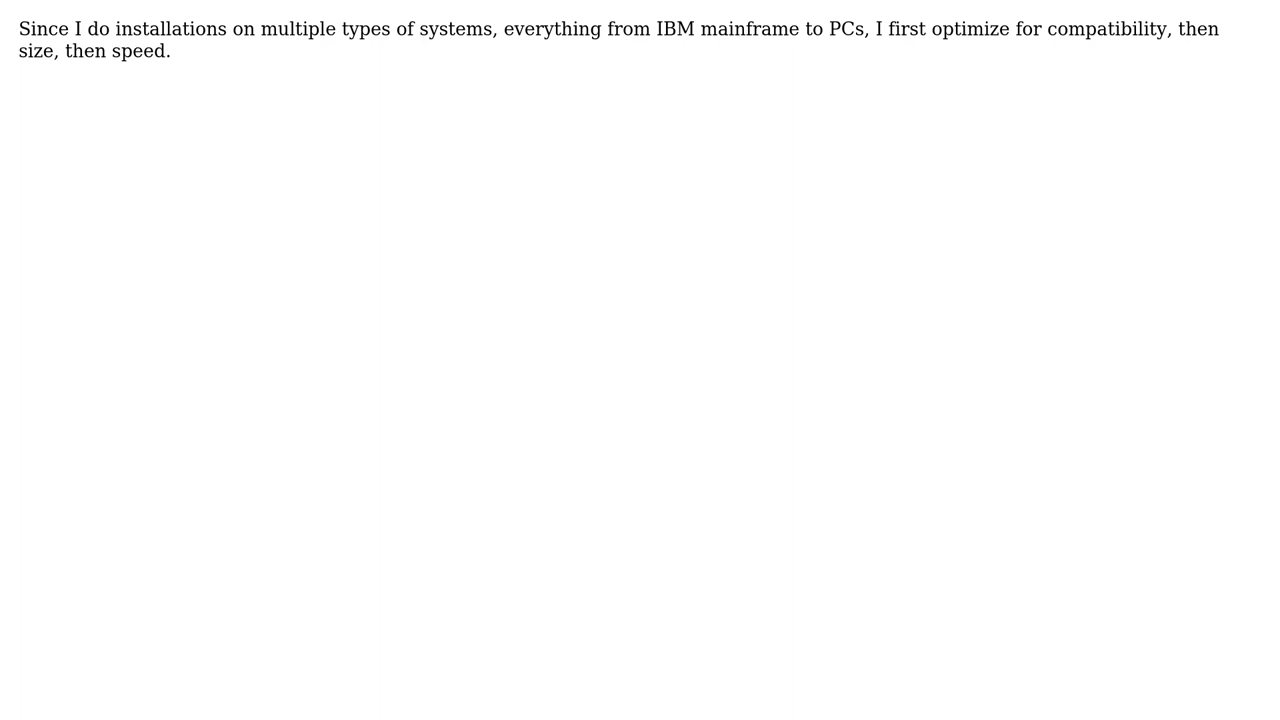 Since I do installations on multiple types of systems, everything from IBM mainframe to PCs, I first optimize for compatibility, then
size, then speed.